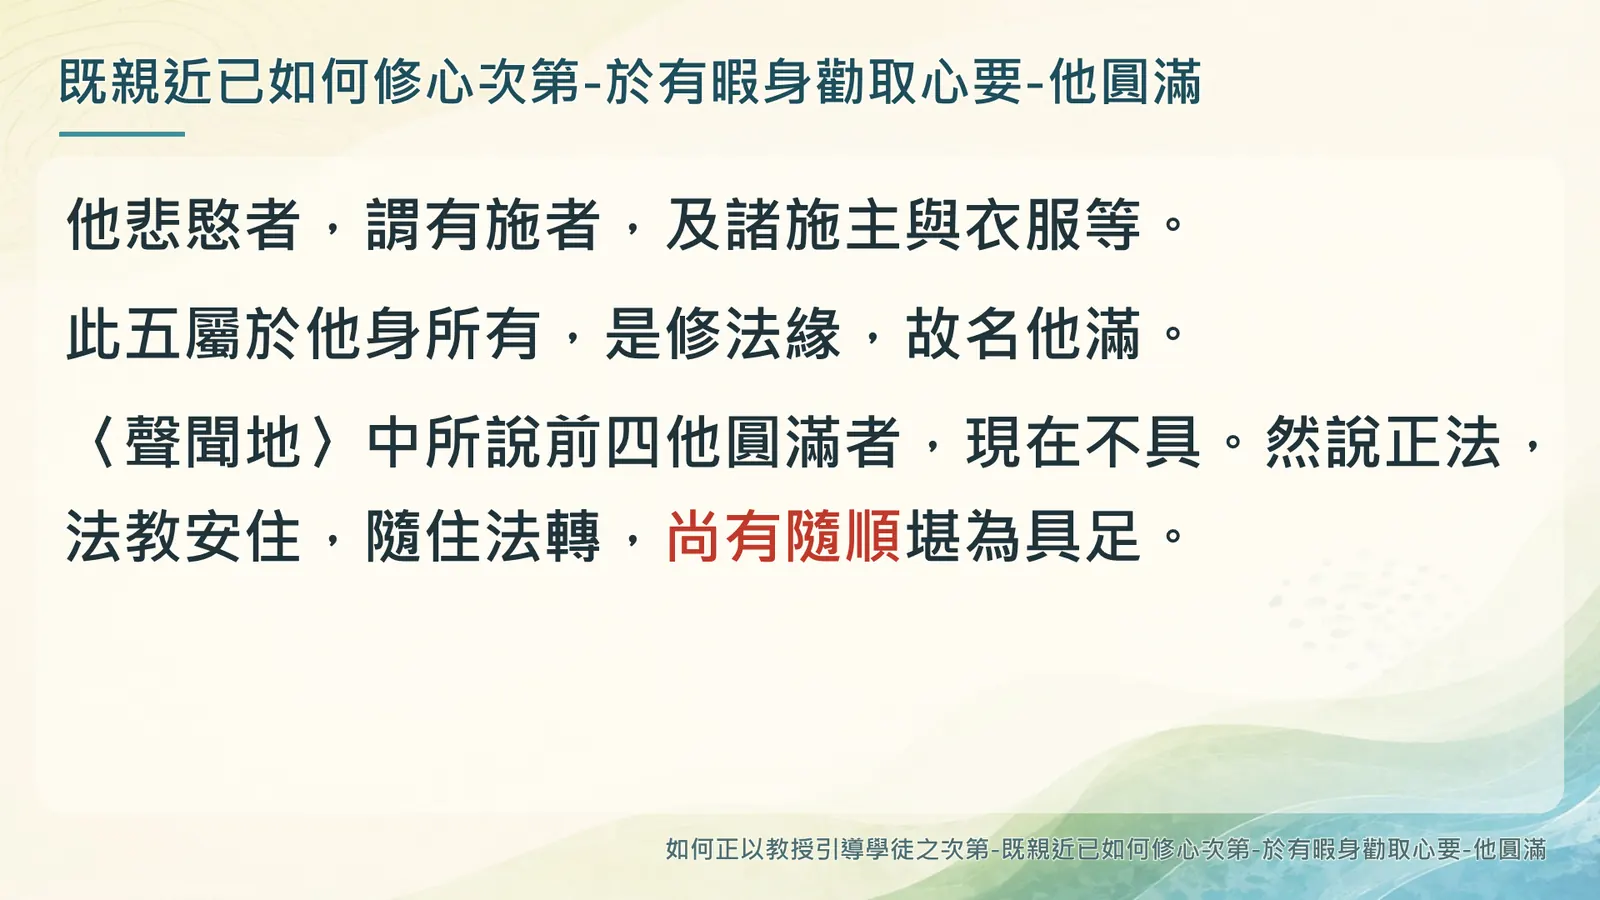 既親近已如何修心次第-於有暇身勸取心要-他圓滿
他悲愍者，謂有施者，及諸施主與衣服等。
此五屬於他身所有，是修法緣，故名他滿。
〈聲聞地〉中所說前四他圓滿者，現在不具。然說正法，
法教安住，隨住法轉，尚有隨順堪為具足。
如何正以教授引導學徒之次第-既親近已如何修心次第-於有暇身勸取心要-他圓滿